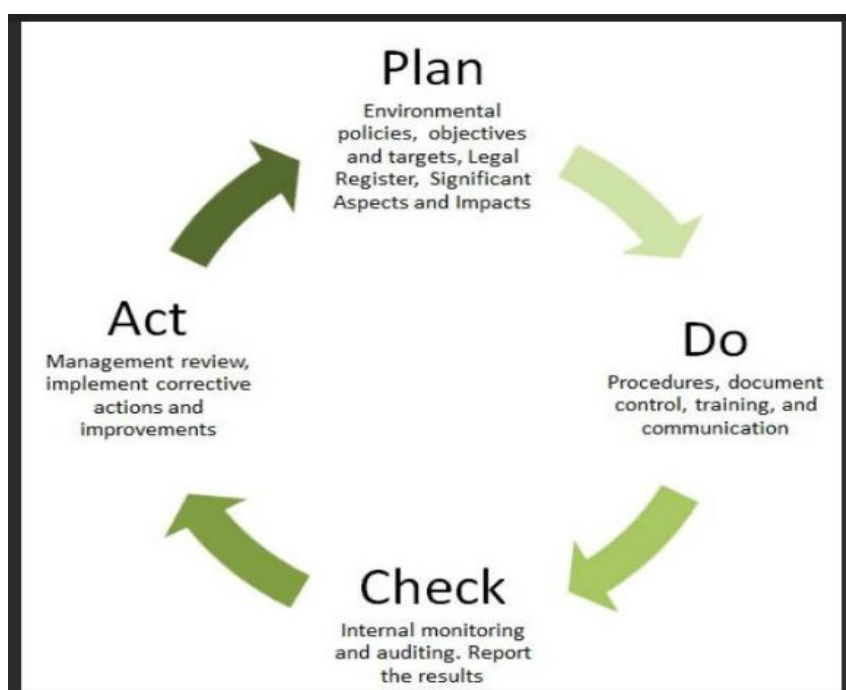 Plan
Environmental
policies, objectives
and targets, Legal
Register, Significant
Aspects and Impacts
Do
Procedures, document
control, training, and
communication
Check
Internal monitoring
and auditing. Report
the results
Act
Management review,
implement corrective
actions and
improvements